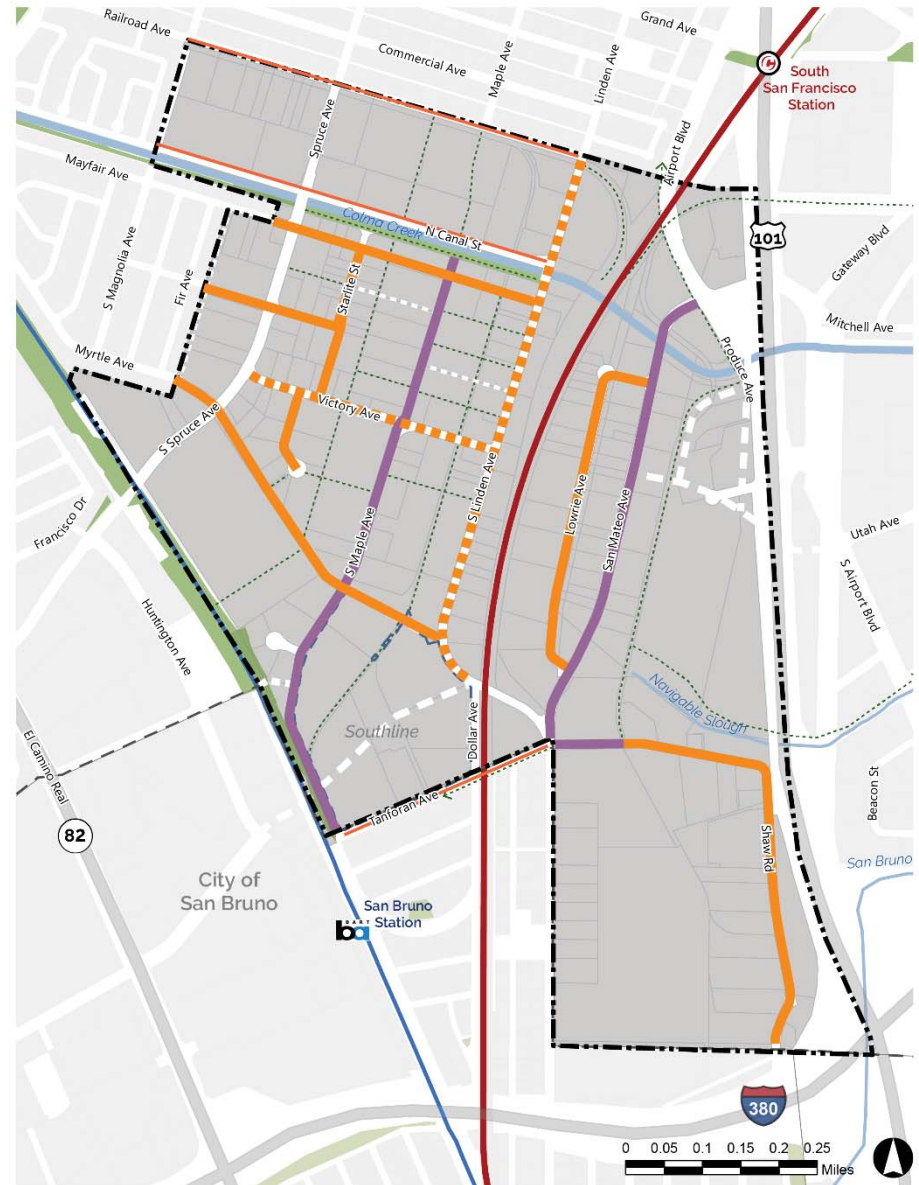 Railroad Ave
Grand Ave
Commercial Ave
Maple Ave
Linden Ave
Spruce Ave
C
South
San Francisco
Station
Airport Blvd
Mayfair Ave
Colma Creek
N Canal St
101
Gateway Blvd
S Magnolia Ave
Fir Ave
Starlite St
Mitchell Ave
Produce Ave
Myrtle Ave
Victory Ave
S Spruce Ave
S Linden Ave
Lowrie Ave
San Mateo Ave
Francisco Dr
S Maple Ave
Utah Ave
S Airport Blvd
Huntington Ave
Navigable Slough
Southline
Dollar Ave
El Camino Real
Tanforan Ave
Beacon St
82
Shaw Rd
City of
San Bruno
San Bruno
San Bruno
Station
BART
ba
380
0 0.05 0.1 0.15 0.2 0.25
Miles